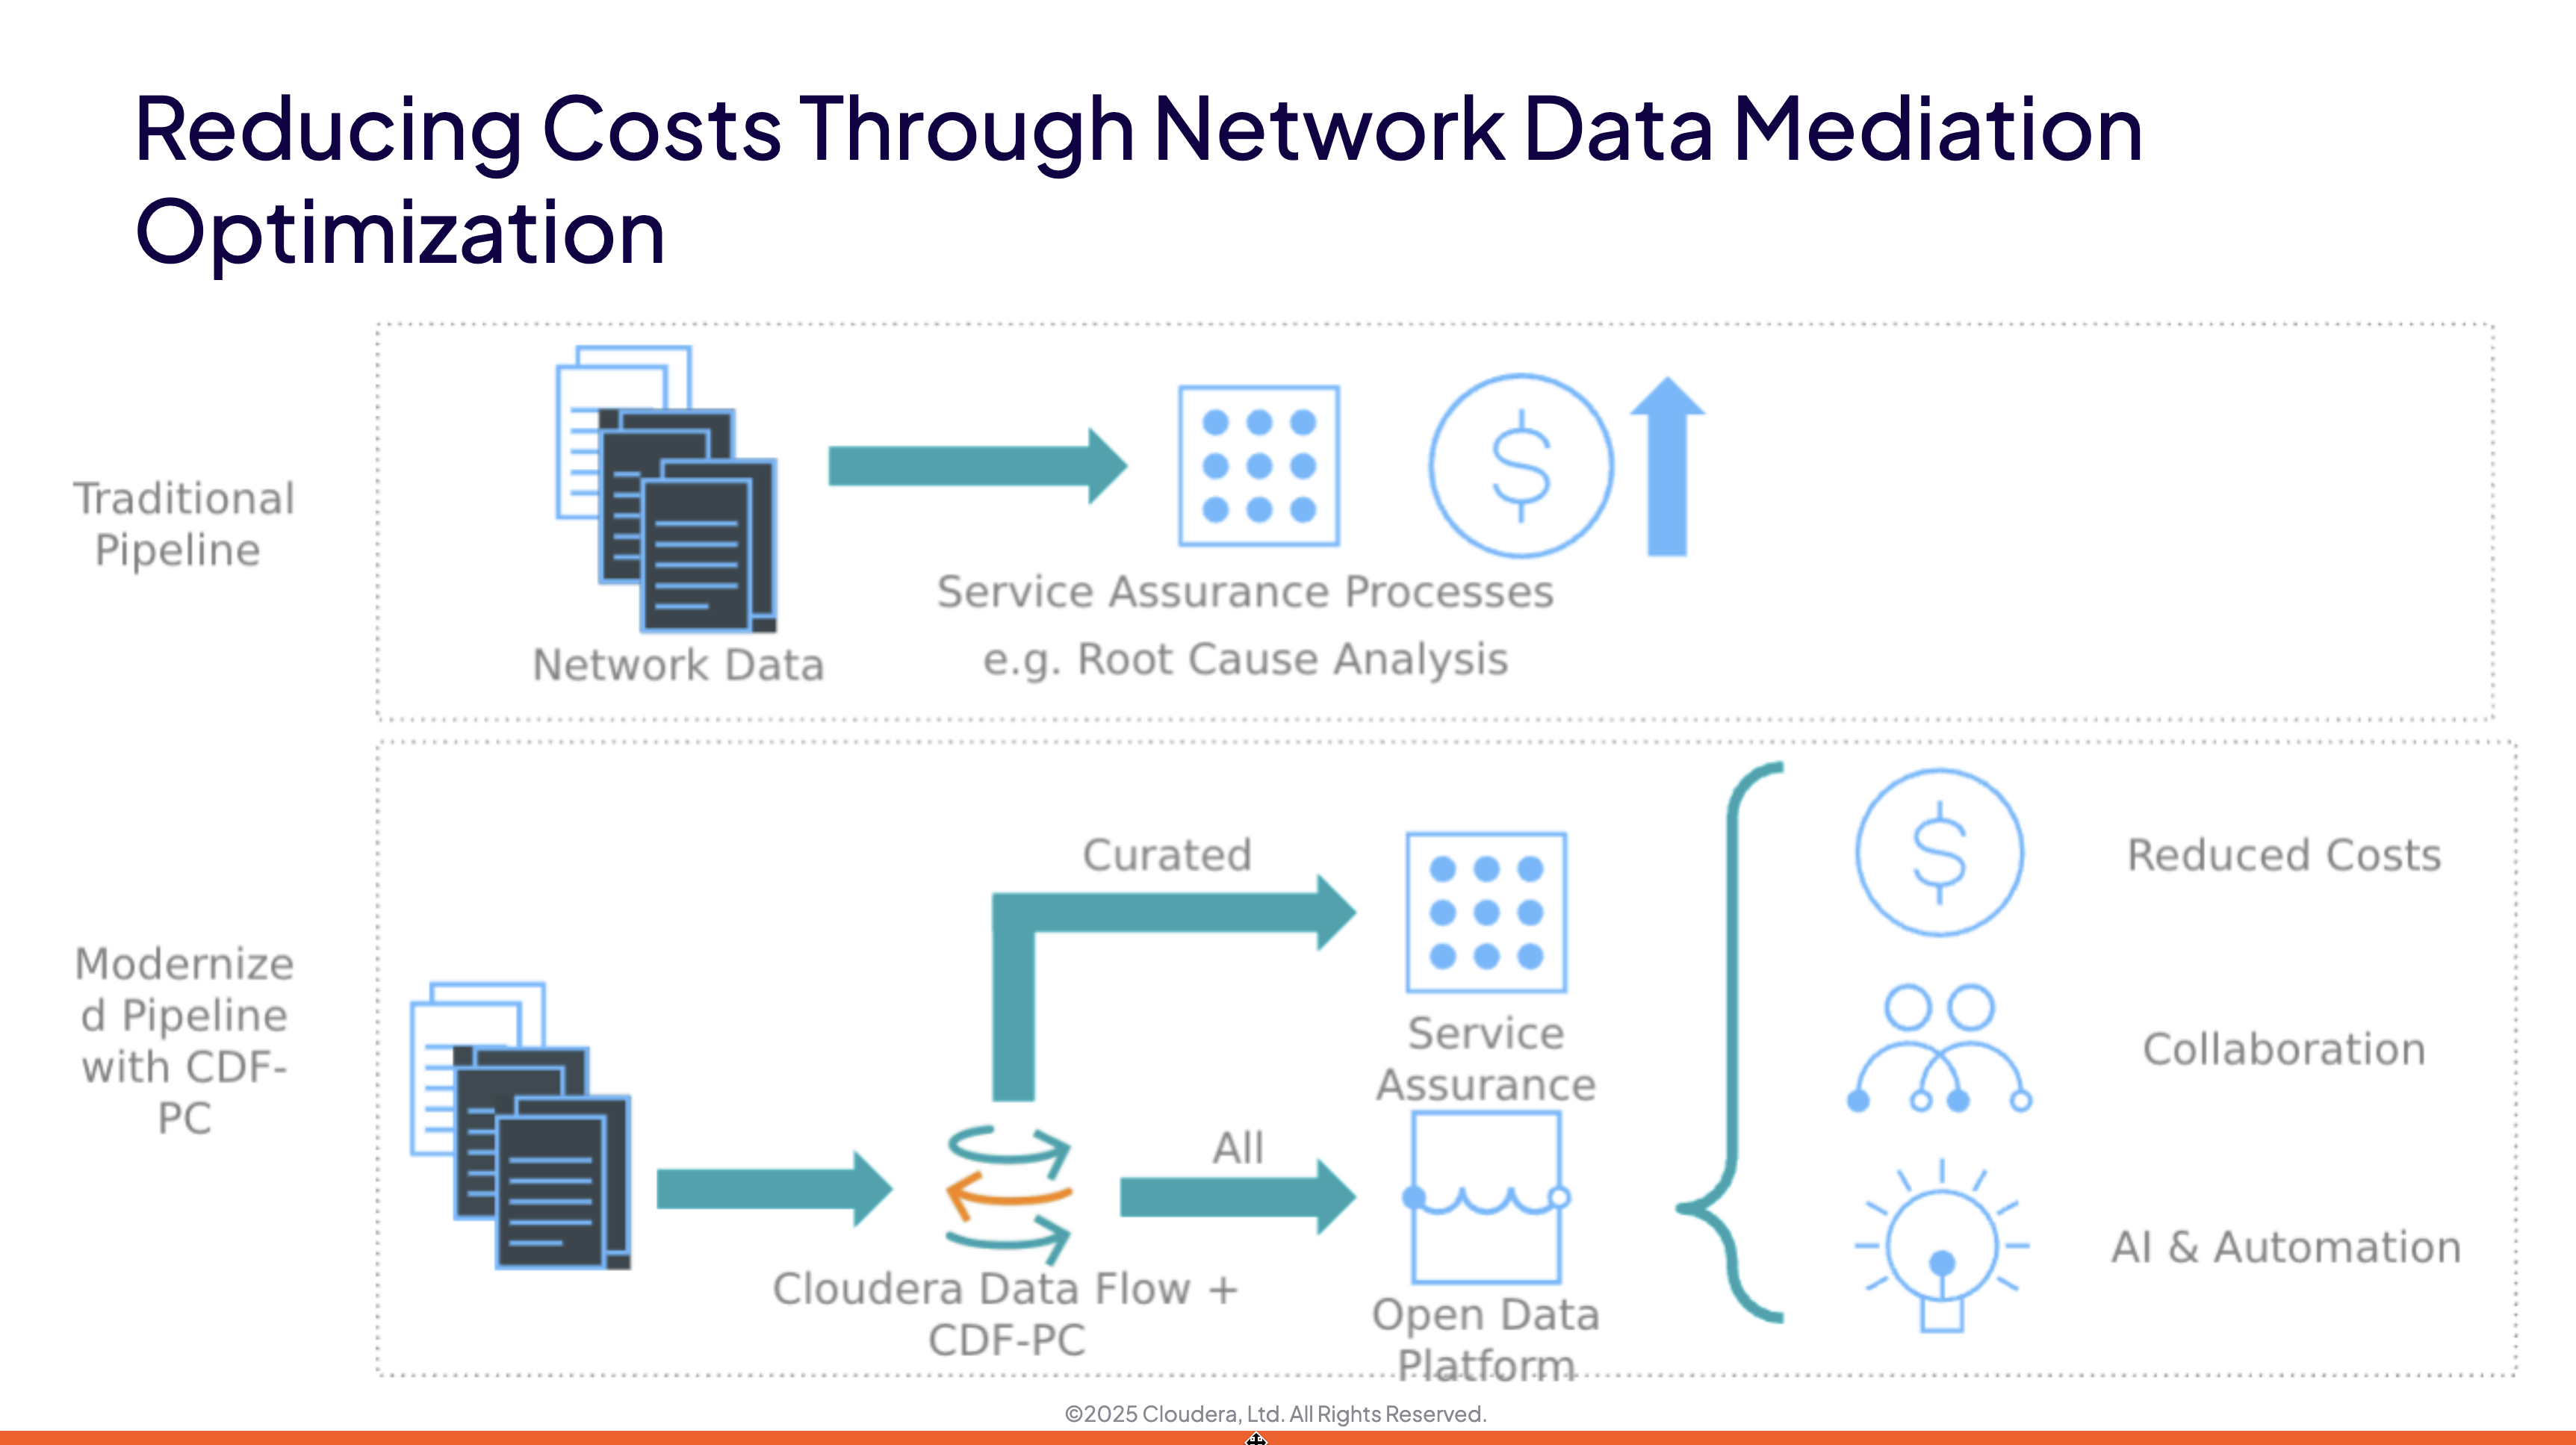 Reducing Costs Through Network Data Mediation
Optimization
Traditional
Pipeline
Network Data
Service Assurance Processes
e.g. Root Cause Analysis
Modernize
d Pipeline
with CDF-
PC
Curated
All
Cloudera Data Flow +
CDF-PC
Service
Assurance
Open Data
Platform
Reduced Costs
Collaboration
AI & Automation
©2025 Cloudera, Ltd. All Rights Reserved.